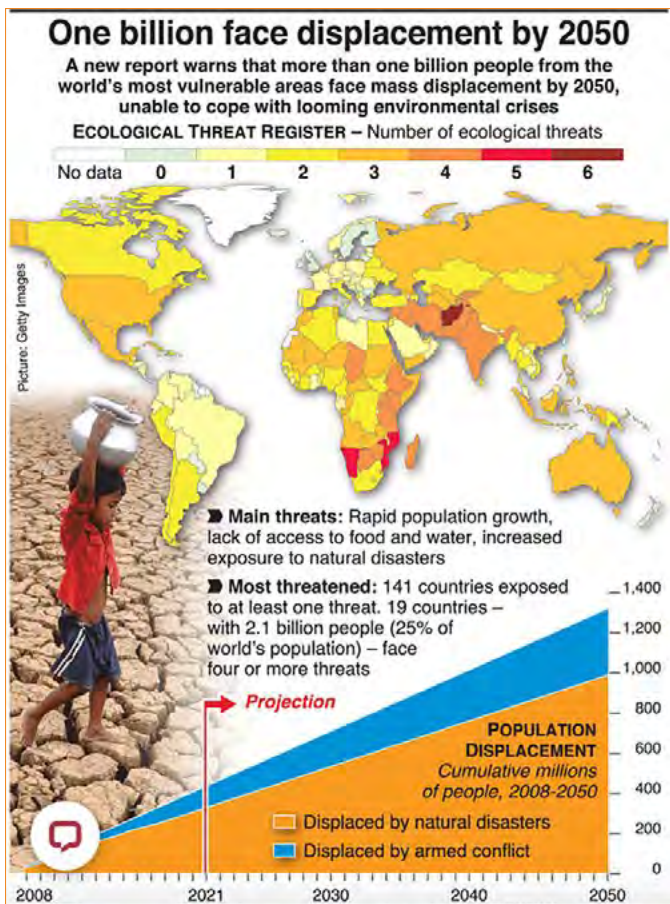 One billion face displacement by 2050
A new report warns that more than one billion people from the
world's most vulnerable areas face mass displacement by 2050,
unable to cope with looming environmental crises
ECOLOGICAL THREAT REGISTER – Number of ecological threats
No data 0 1 2 3 4 5 6
Picture: Getty Images
Main threats: Rapid population growth,
lack of access to food and water, increased
exposure to natural disasters
Most threatened: 141 countries exposed
to at least one threat. 19 countries –
with 2.1 billion people (25% of
world's population) – face
four or more threats
Projection
POPULATION
DISPLACEMENT
Cumulative millions
of people, 2008-2050
Displaced by natural disasters
Displaced by armed conflict
1,400
1,200
1,000
800
600
400
200
0
2008 2021 2030 2040 2050